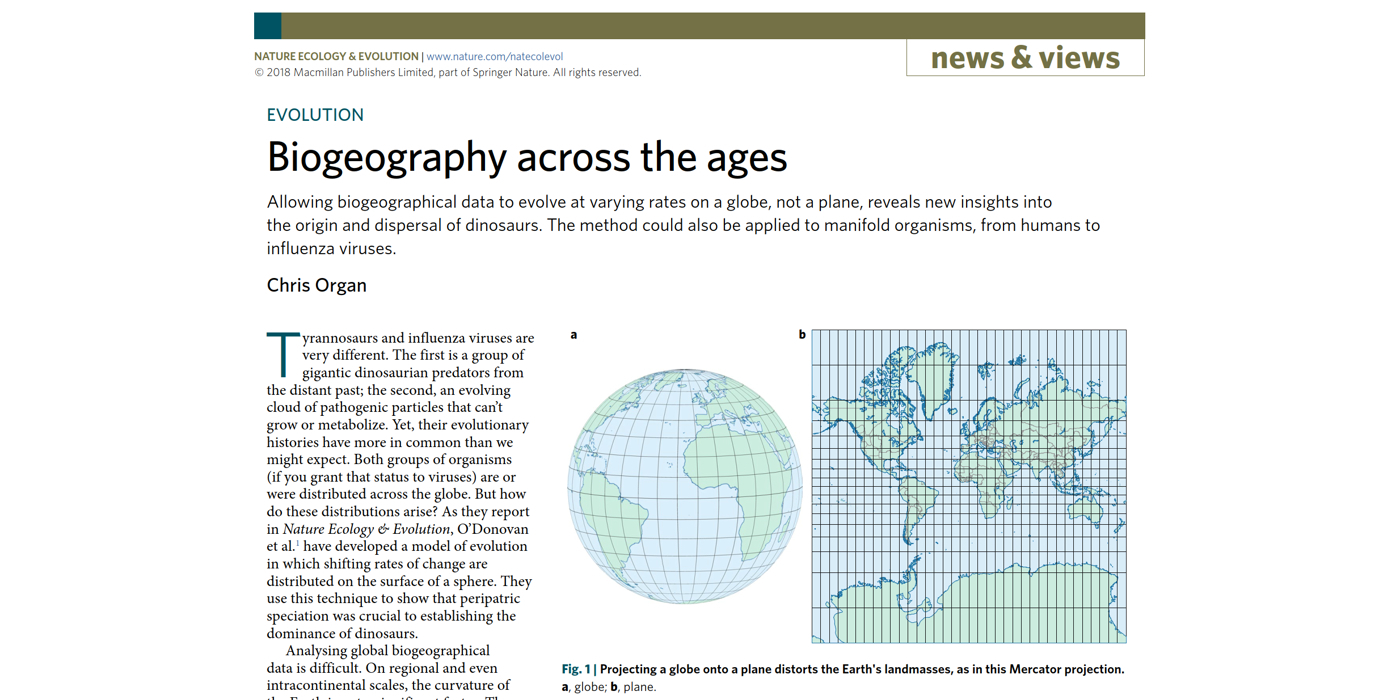 NATURE ECOLOGY & EVOLUTION | www.nature.com/natecolevol
© 2018 Macmillan Publishers Limited, part of Springer Nature. All rights reserved.
news & views
EVOLUTION
Biogeography across the ages
Allowing biogeographical data to evolve at varying rates on a globe, not a plane, reveals new insights into
the origin and dispersal of dinosaurs. The method could also be applied to manifold organisms, from humans to
influenza viruses.
Chris Organ
Tyrannosaurs and influenza viruses are
very different. The first is a group of
gigantic dinosaurian predators from
the distant past; the second, an evolving
cloud of pathogenic particles that can't
grow or metabolize. Yet, their evolutionary
histories have more in common than we
might expect. Both groups of organisms
(if you grant that status to viruses) are or
were distributed across the globe. But how
do these distributions arise? As they report
in Nature Ecology & Evolution, O'Donovan
et al.1 have developed a model of evolution
in which shifting rates of change are
distributed on the surface of a sphere. They
use this technique to show that peripatric
speciation was crucial to establishing the
dominance of dinosaurs.
Analysing global biogeographical
data is difficult. On regional and even
intracontinental scales, the curvature of
a
b
Fig. 1 | Projecting a globe onto a plane distorts the Earth's landmasses, as in this Mercator projection.
a, globe; b, plane.